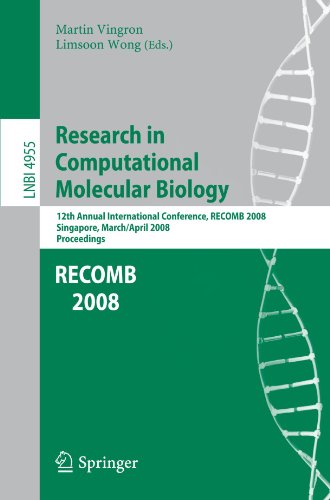 Martin Vingron
Limsoon Wong (Eds.)
LNBI 4955
Research in
Computational
Molecular Biology
12th Annual International Conference, RECOMB 2008
Singapore, March/April 2008
Proceedings
RECOMB
2008
Springer